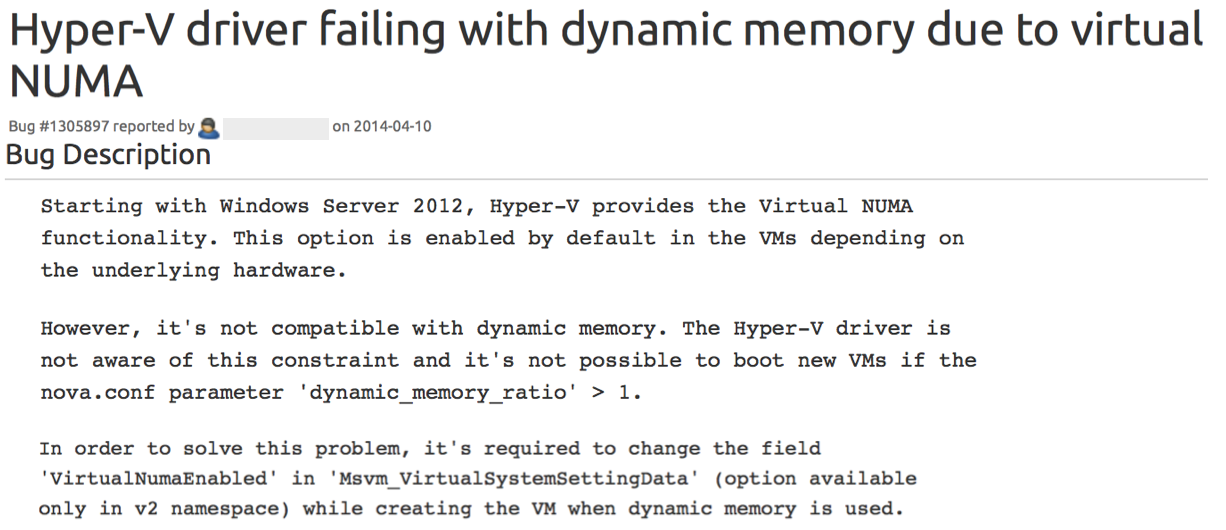 Hyper-V driver failing with dynamic memory due to virtual
NUMA
Bug #1305897 reported by on 2014-04-10
Bug Description
Starting with Windows Server 2012, Hyper-V provides the Virtual NUMA
functionality. This option is enabled by default in the VMs depending on
the underlying hardware.
However, it's not compatible with dynamic memory. The Hyper-V driver is
not aware of this constraint and it's not possible to boot new VMs if the
nova.conf parameter 'dynamic_memory_ratio' > 1.
In order to solve this problem, it's required to change the field
'VirtualNumaEnabled' in 'Msvm_VirtualSystemSettingData' (option available
only in v2 namespace) while creating the VM when dynamic memory is used.